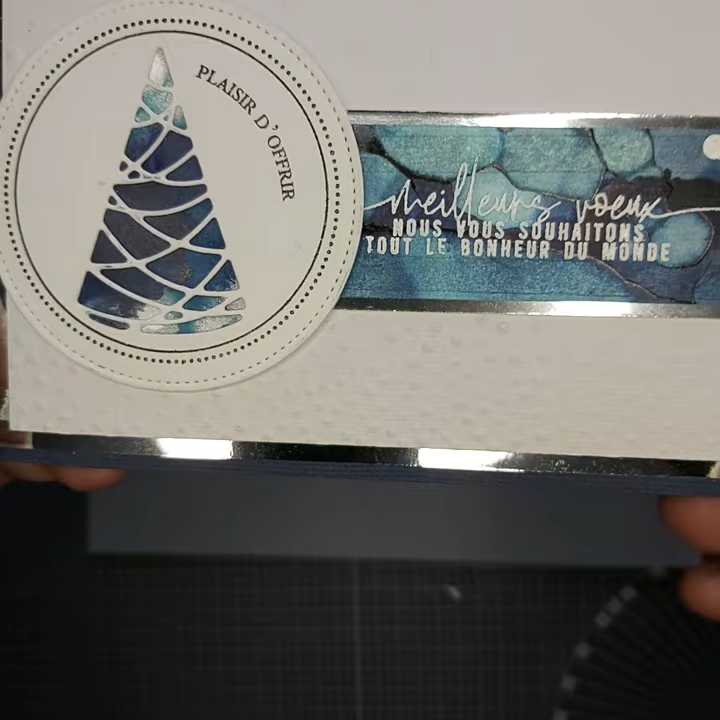 PLAISIR D'OFFRIR
meilleurs voeux
NOUS VOUS SOUHAITONS
TOUT LE BONHEUR DU MONDE